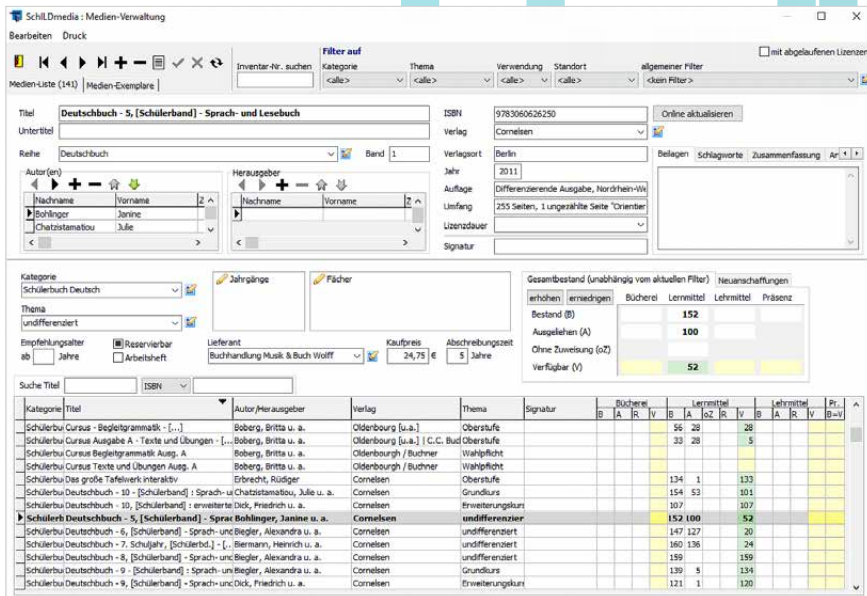 SchILDmedia : Medien-Verwaltung
Bearbeiten Druck
Inventar-Nr. suchen
Filter auf
Kategorie Thema Verwendung Standort allgemeiner Filter
<alle> <alle> <alle> <alle> <kein Filter>
mit abgelaufenen Lizenzen
Medien-Liste (141) Medien-Exemplare
Titel Deutschbuch - 5, [Schülerband] - Sprach- und Lesebuch
Untertitel
Reihe Deutschbuch Band 1
Autor(en)
Nachname Vorname Z
Bohlinger Janine
Chatzistamatiou Julie
Herausgeber
Nachname Vorname Z
ISBN 9783060626250 Online aktualisieren
Verlag Cornelsen
Verlagsort Berlin
Jahr 2011
Auflage Differenzierende Ausgabe, Nordrhein-We
Umfang 255 Seiten, 1 ungezählte Seite "Orientier
Lizenzdauer
Signatur
Beilagen Schlagworte Zusammenfassung
Kategorie
Schülerbuch Deutsch
Thema
undifferenziert
Empfehlungsalter
ab Jahre
Reservierbar
Arbeitsheft
Jahrgänge Fächer
Lieferant Kaufpreis Abschreibungszeit
Buchhandlung Musik & Buch Wolff 24,75 € 5 Jahre
Gesamtbestand (unabhängig vom aktuellen Filter) Neuanschaffungen
erhöhen erniedrigen Bücherei Lernmittel Lehrmittel Präsenz
Bestand (B) 152
Ausgeliehen (A) 100
Ohne Zuweisung (oZ)
Verfügbar (V) 52
Suche Titel ISBN
Bücherei Lernmittel Lehrmittel Pr.
Kategorie Titel Autor/Herausgeber Verlag Thema Signatur B A R V B A oZ R V B A R V B=V
Schülerbu Cursus - Begleitgrammatik - [...] Boberg, Britta u. a. Oldenbourg [u.a.] Oberstufe 56 28 28
Schülerbu Cursus Ausgabe A - Texte und Übungen - [... Boberg, Britta u. a. Oldenbourg [u.a.] | C.C. Bud Oberstufe 33 28 5
Schülerbu Cursus Begleitgrammatik Ausg. A Boberg, Britta u. a. Oldenbourgh / Buchner Wahlpflicht
Schülerbu Cursus Texte und Übungen Ausg. A Boberg, Britta u. a. Oldenbourgh / Buchner Wahlpflicht
Schülerbu Das große Tafelwerk interaktiv Erbrecht, Rüdiger Cornelsen Oberstufe 134 1 133
Schülerbu Deutschbuch - 10 - [Schülerband] : Sprach- u Chatzistamatiou, Julie u. a. Cornelsen Grundkurs 154 53 101
Schülerbu Deutschbuch - 10, [Schülerband] : erweiterte Dick, Friedrich u. a. Cornelsen Erweiterungskur 107 107
Schülerb Deutschbuch - 5, [Schülerband] - Sprac Bohlinger, Janine u. a. Cornelsen undifferenzier 152 100 52
Schülerbu Deutschbuch - 6, [Schülerband] - Sprach- und Biegler, Alexandra u. a. Cornelsen undifferenziert 147 127 20
Schülerbu Deutschbuch - 7. Schuljahr, [Schülerbd.] - [.. Biermann, Heinrich u. a. Cornelsen undifferenziert 160 136 24
Schülerbu Deutschbuch - 8, [Schülerband] - Sprach- und Biegler, Alexandra u. a. Cornelsen undifferenziert 159 159
Schülerbu Deutschbuch - 9 - [Schülerband] : Sprach- un Biegler, Alexandra u. a. Cornelsen Grundkurs 139 5 134
Schülerbu Deutschbuch - 9, [Schülerband] - Sprach- und Dick, Friedrich u. a. Cornelsen Erweiterungskurs 121 1 120